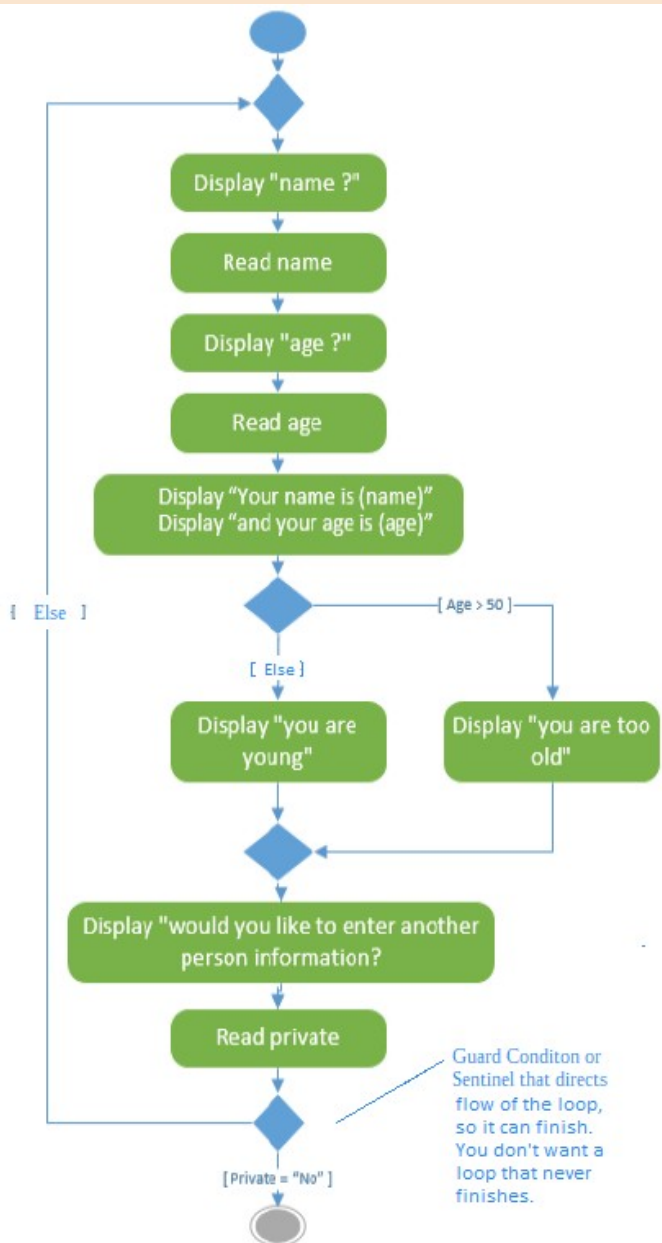 Display "name ?"
Read name
Display "age ?"
Read age
Display “Your name is (name)”
Display “and your age is (age)”
[ Else ]
[ Age > 50 ]
[ Else }
Display "you are
young"
Display "you are too
old"
Display "would you like to enter another
person information?
Read private
Guard Conditon or
Sentinel that directs
flow of the loop,
so it can finish.
You don't want a
loop that never
finishes.
[Private = “No” ]